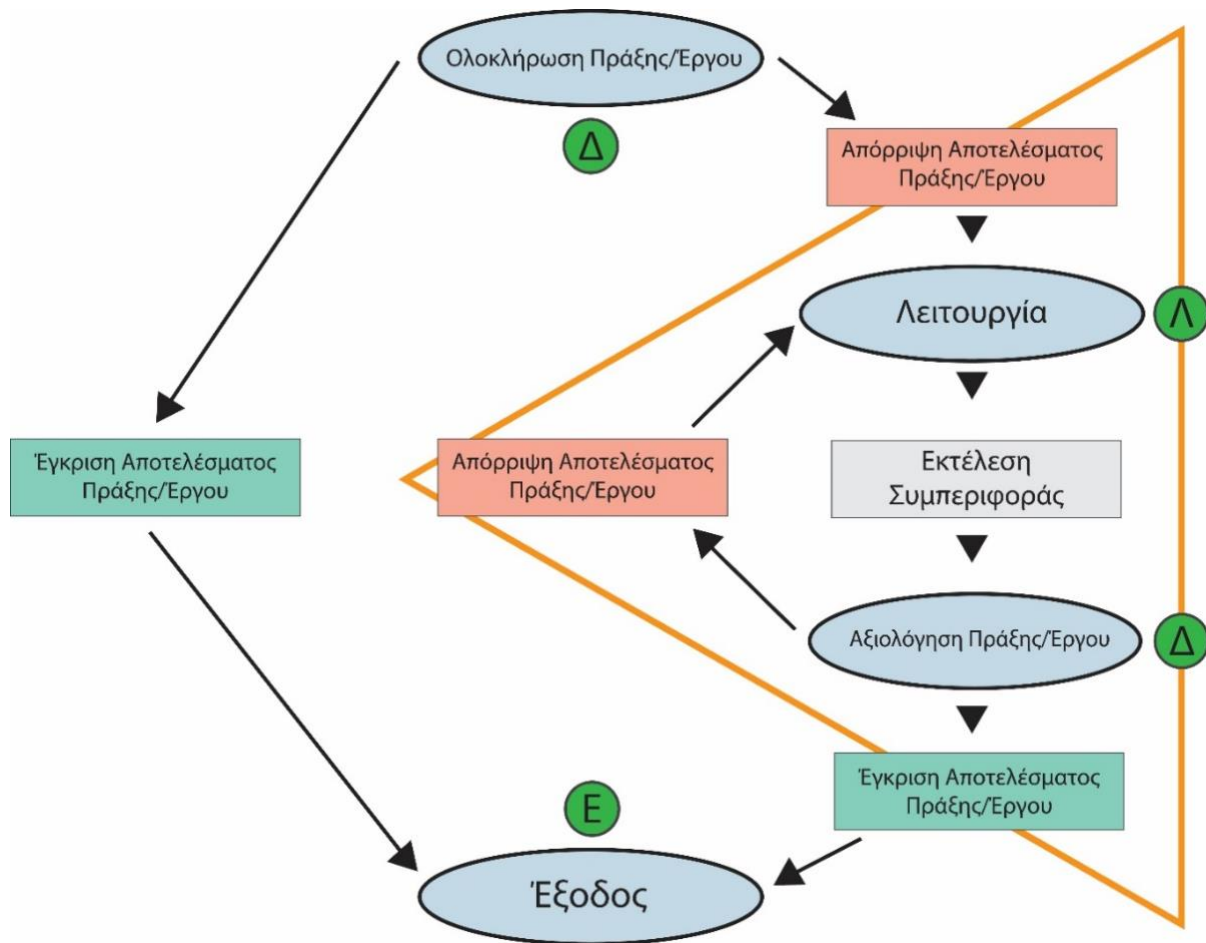 Ολοκλήρωση Πράξης/Έργου
Δ
Απόρριψη Αποτελέσματος
Πράξης/Έργου
Λειτουργία
Λ
Έγκριση Αποτελέσματος
Πράξης/Έργου
Απόρριψη Αποτελέσματος
Πράξης/Έργου
Εκτέλεση
Συμπεριφοράς
Αξιολόγηση Πράξης/Έργου
Δ
Έγκριση Αποτελέσματος
Πράξης/Έργου
Ε
Έξοδος